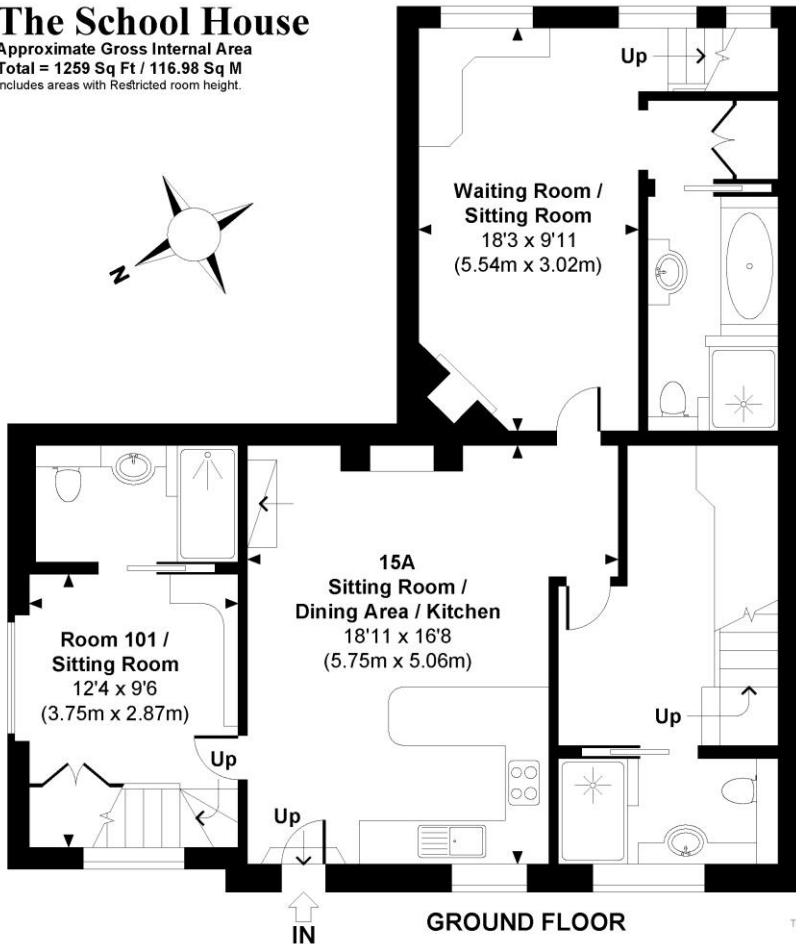 The School House
Approximate Gross Internal Area
Total = 1259 Sq Ft / 116.98 Sq M
Includes areas with Restricted room height.
Up
Waiting Room /
Sitting Room
18'3 x 9'11
(5.54m x 3.02m)
N
15A
Sitting Room /
Dining Area / Kitchen
18'11 x 16'8
(5.75m x 5.06m)
Room 101 /
Sitting Room
12'4 x 9'6
(3.75m x 2.87m)
Up
Up
Up
IN
GROUND FLOOR
T